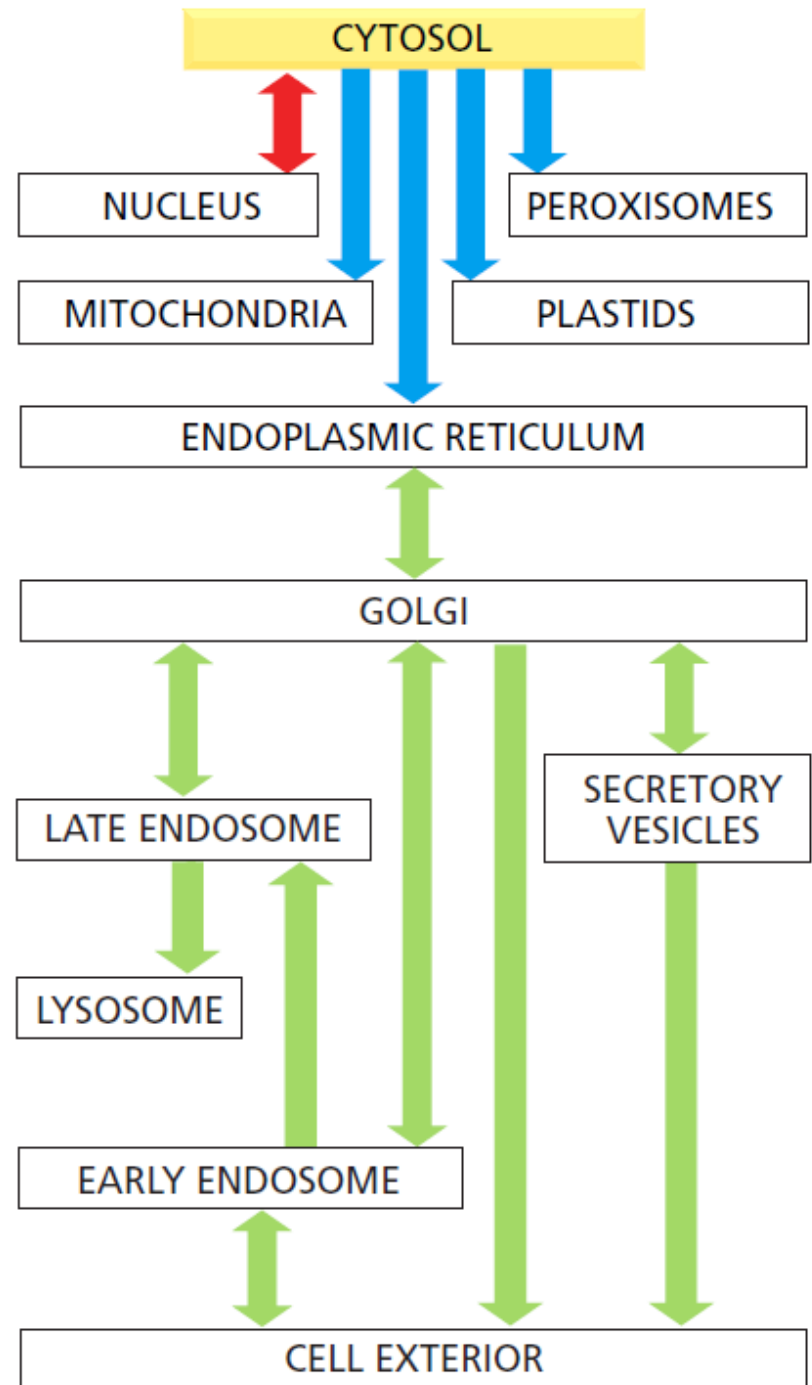 CYTOSOL
NUCLEUS
PEROXISOMES
MITOCHONDRIA
PLASTIDS
ENDOPLASMIC RETICULUM
GOLGI
LATE ENDOSOME
SECRETORY
VESICLES
LYSOSOME
EARLY ENDOSOME
CELL EXTERIOR